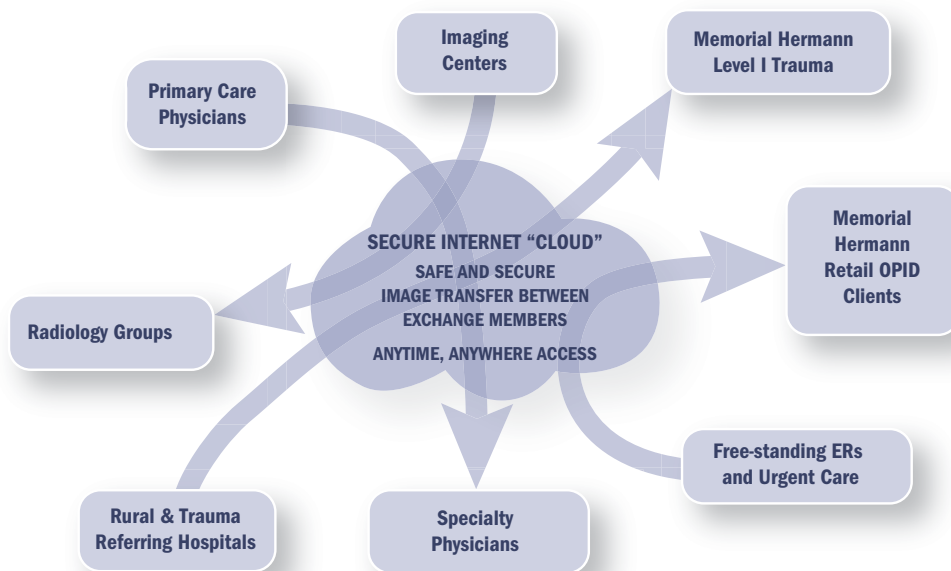 Imaging
Centers
Memorial Hermann
Level I Trauma
Primary Care
Physicians
Memorial
Hermann
Retail OPID
Clients
SECURE INTERNET “CLOUD”
SAFE AND SECURE
IMAGE TRANSFER BETWEEN
EXCHANGE MEMBERS
ANYTIME, ANYWHERE ACCESS
Radiology Groups
Free-standing ERs
and Urgent Care
Rural & Trauma
Referring Hospitals
Specialty
Physicians